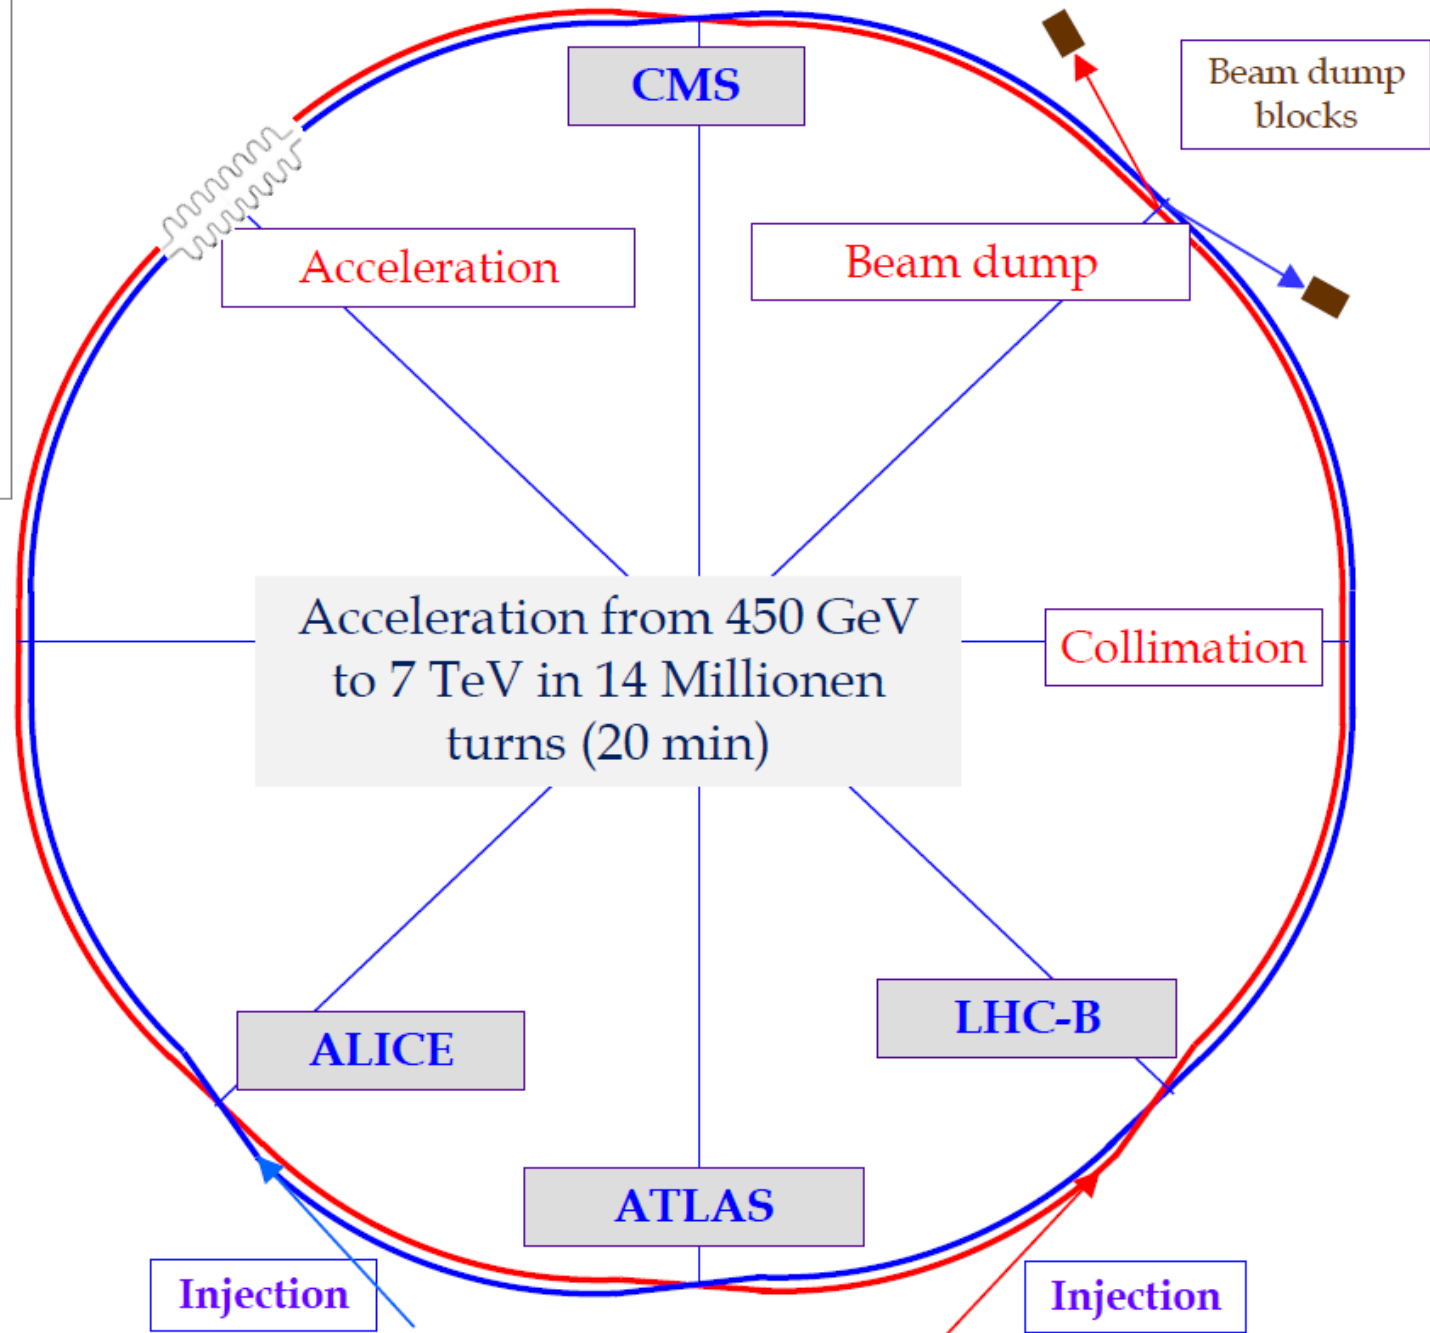 CMS
Beam dump
blocks
Acceleration
Beam dump
Acceleration from 450 GeV
to 7 TeV in 14 Millionen
turns (20 min)
Collimation
LHC-B
ALICE
ATLAS
Injection
Injection